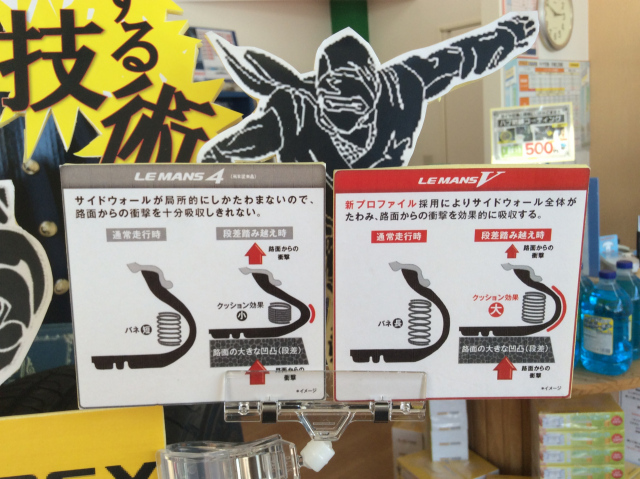 する
技術
500
LE MANS 4
サイドウォールが局所的にしかたわまないので、
路面からの衝撃を十分吸収しきれない。
通常走行時
段差踏み越え時
路面からの
衝撃
バネ 短
クッション効果
小
路面の大きな凹凸(段差)
路面からの
衝撃
*イメージ
LE MANS V
新プロファイル採用によりサイドウォール全体が
たわみ、路面からの衝撃を効果的に吸収する。
通常走行時
段差踏み越え時
路面からの
衝撃
バネ 長
クッション効果
大
路面の大きな凹凸(段差)
路面からの
衝撃
*イメージ